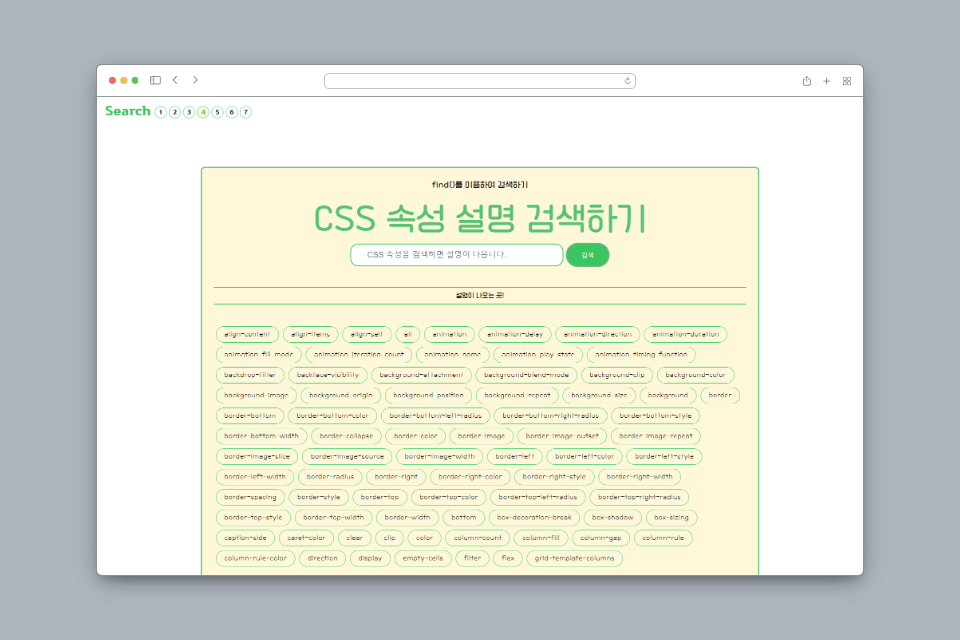 Search 1 2 3 4 5 6 7
find()를 이용하여 검색하기
CSS 속성 설명 검색하기
CSS 속성을 검색하면 설명이 나옵니다. 검색
설명이 나오는 곳!
align-content align-items align-self all animation animation-delay animation-direction animation-duration
animation-fill-mode animation-iteration-count animation-name animation-play-state animation-timing-function
backdrop-filter backface-visibility background-attachment background-blend-mode background-clip background-color
background-image background-origin background-position background-repeat background-size background border
border-bottom border-bottom-color border-bottom-left-radius border-bottom-right-radius border-bottom-style
border-bottom-width border-collapse border-color border-image border-image-outset border-image-repeat
border-image-slice border-image-source border-image-width border-left border-left-color border-left-style
border-left-width border-radius border-right border-right-color border-right-style border-right-width
border-spacing border-style border-top border-top-color border-top-left-radius border-top-right-radius
border-top-style border-top-width border-width bottom box-decoration-break box-shadow box-sizing
caption-side caret-color clear clip color column-count column-fill column-gap column-rule
column-rule-color direction display empty-cells filter flex grid-template-columns